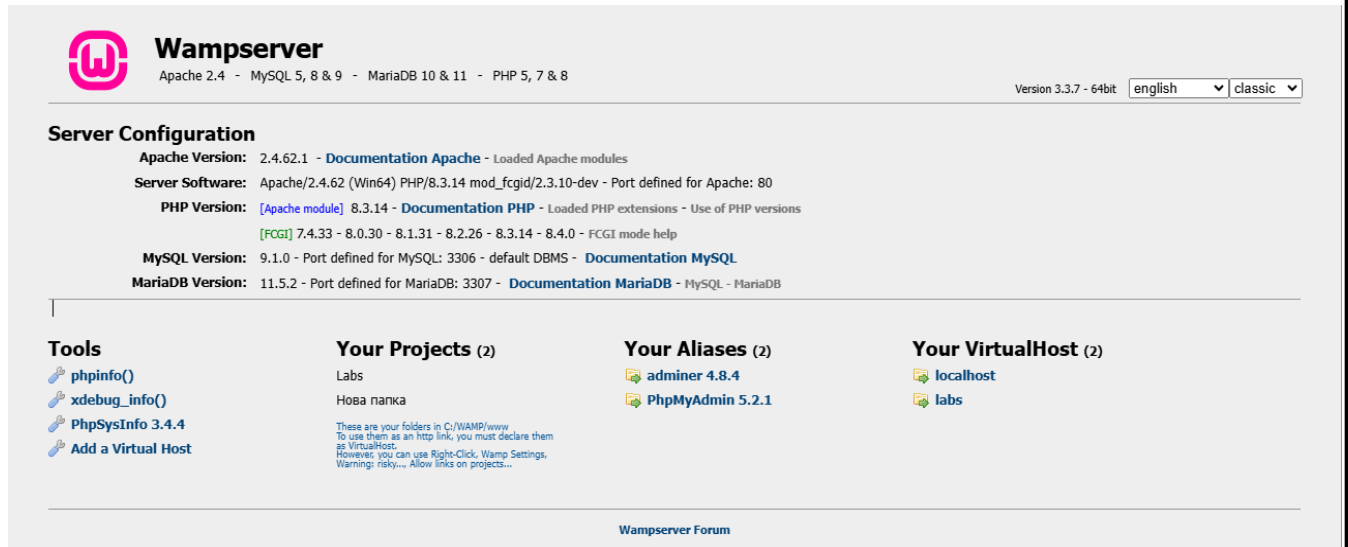 Wampserver
Apache 2.4 - MySQL 5, 8 & 9 - MariaDB 10 & 11 - PHP 5, 7 & 8
Version 3.3.7 - 64bit english classic
Server Configuration
Apache Version: 2.4.62.1 - Documentation Apache - Loaded Apache modules
Server Software: Apache/2.4.62 (Win64) PHP/8.3.14 mod_fcgid/2.3.10-dev - Port defined for Apache: 80
PHP Version: [Apache module] 8.3.14 - Documentation PHP - Loaded PHP extensions - Use of PHP versions
[FCGI] 7.4.33 - 8.0.30 - 8.1.31 - 8.2.26 - 8.3.14 - 8.4.0 - FCGI mode help
MySQL Version: 9.1.0 - Port defined for MySQL: 3306 - default DBMS - Documentation MySQL
MariaDB Version: 11.5.2 - Port defined for MariaDB: 3307 - Documentation MariaDB - MySQL - MariaDB
Tools
phpinfo()
xdebug_info()
PhpSysInfo 3.4.4
Add a Virtual Host
Your Projects (2)
Labs
Нова папка
These are your folders in C:/WAMP/www
To use them as an http link, you must declare them
as VirtualHost.
However, you can use Right-Click, Wamp Settings,
Warning: risky..., Allow links on projects...
Your Aliases (2)
adminer 4.8.4
PhpMyAdmin 5.2.1
Your VirtualHost (2)
localhost
labs
Wampserver Forum